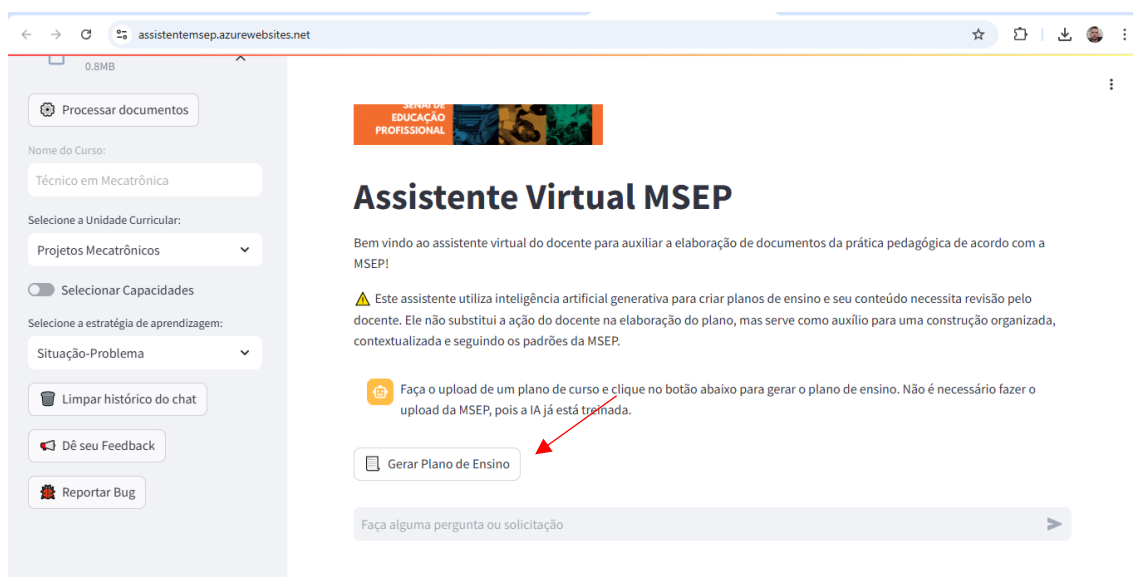 assistentemsep.azurewebsites.net
0.8MB
Processar documentos
Nome do Curso:
Técnico em Mecatrônica
Selecione a Unidade Curricular:
Projetos Mecatrônicos
Selecionar Capacidades
Selecione a estratégia de aprendizagem:
Situação-Problema
Limpar histórico do chat
Dê seu Feedback
Reportar Bug
SENAI DE
EDUCAÇÃO
PROFISSIONAL
Assistente Virtual MSEP
Bem vindo ao assistente virtual do docente para auxiliar a elaboração de documentos da prática pedagógica de acordo com a
MSEP!
Este assistente utiliza inteligência artificial generativa para criar planos de ensino e seu conteúdo necessita revisão pelo
docente. Ele não substitui a ação do docente na elaboração do plano, mas serve como auxílio para uma construção organizada,
contextualizada e seguindo os padrões da MSEP.
Faça o upload de um plano de curso e clique no botão abaixo para gerar o plano de ensino. Não é necessário fazer o
upload da MSEP, pois a IA já está treinada.
Gerar Plano de Ensino
Faça alguma pergunta ou solicitação